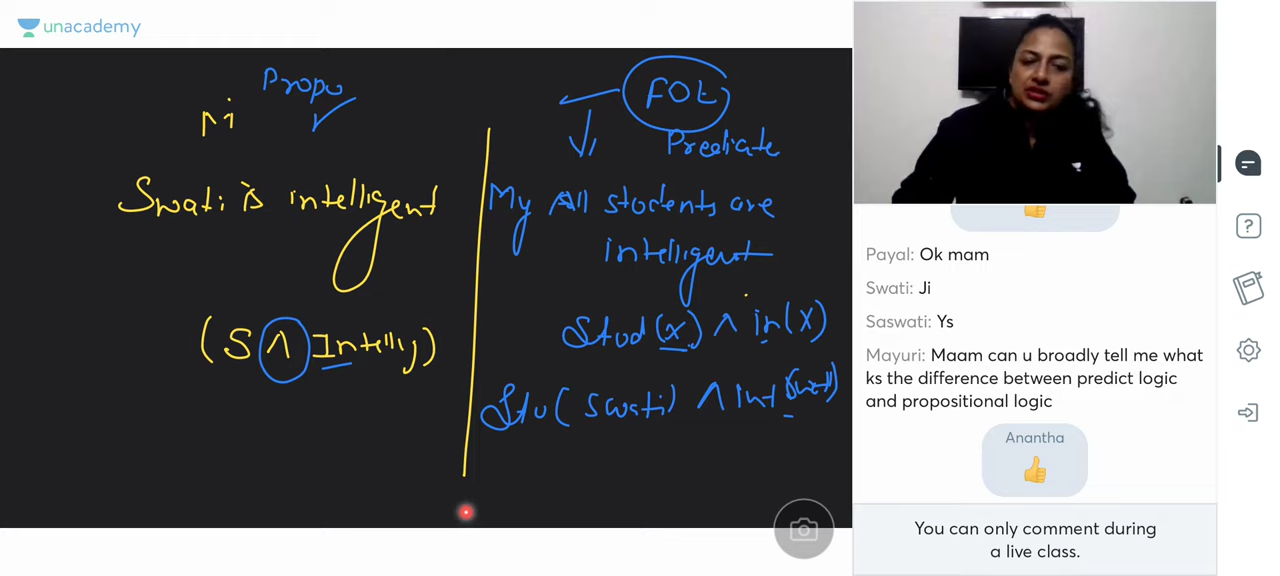 unacademy
Propo
Swati is intelligent
(S ∧ Intellig)
FOL
Predicate
My All students are
intelligent
Stud (x) ∧ in(x)
Stu( Swati) ∧ Int (Swati)
Payal: Ok mam
Swati: Ji
Saswati: Ys
Mayuri: Maam can u broadly tell me what
ks the difference between predict logic
and propositional logic
Anantha
You can only comment during
a live class.